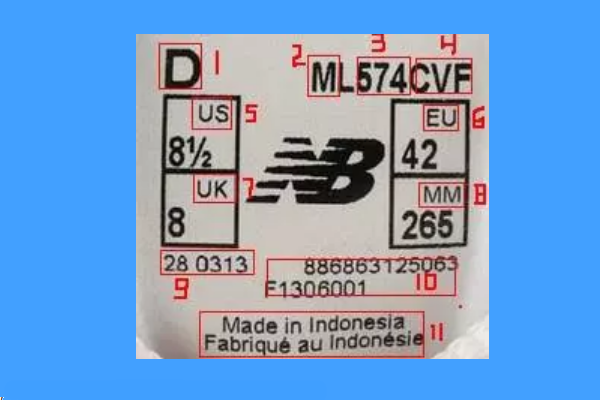 D 1 2 ML574CVF 3 4
US 5 EU 6
8½ 42
NB
UK 7 MM 8
8 265
28 0313 886863125063
9 F1306001 10
Made in Indonesia 11
Fabriqué au Indonésie